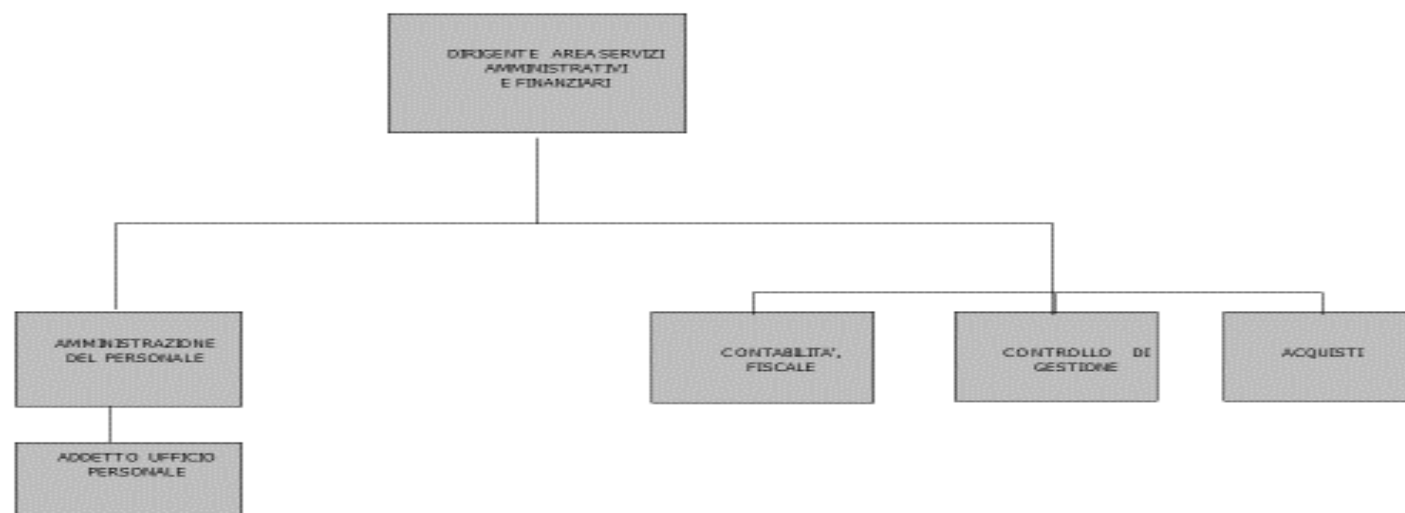 DIRIGENTE AREA SERVIZI
AMMINISTRATIVI
E FINANZIARI
AMMINISTRAZIONE
DEL PERSONALE
CONTABILITA',
FISCALE
CONTROLLO DI
GESTIONE
ACQUISTI
ADDETTO UFFICIO
PERSONALE